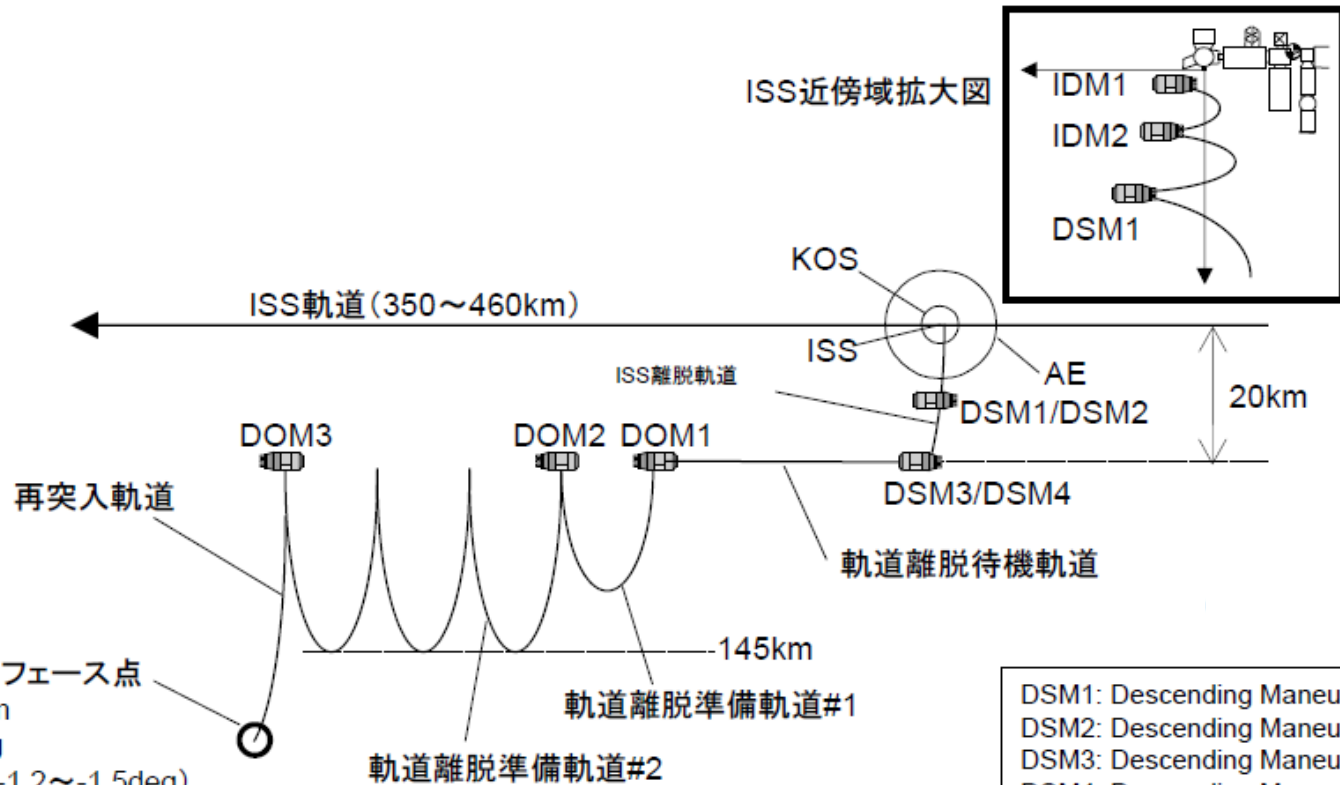 ISS近傍域拡大図
IDM1
IDM2
DSM1
KOS
ISS軌道(350～460km)
ISS
AE
ISS離脱軌道
DSM1/DSM2
20km
DOM3
DOM2
DOM1
DSM3/DSM4
再突入軌道
軌道離脱待機軌道
145km
フェース点
軌道離脱準備軌道#1
軌道離脱準備軌道#2
-1.2～-1.5deg)
DSM1: Descending Maneu
DSM2: Descending Maneu
DSM3: Descending Maneu